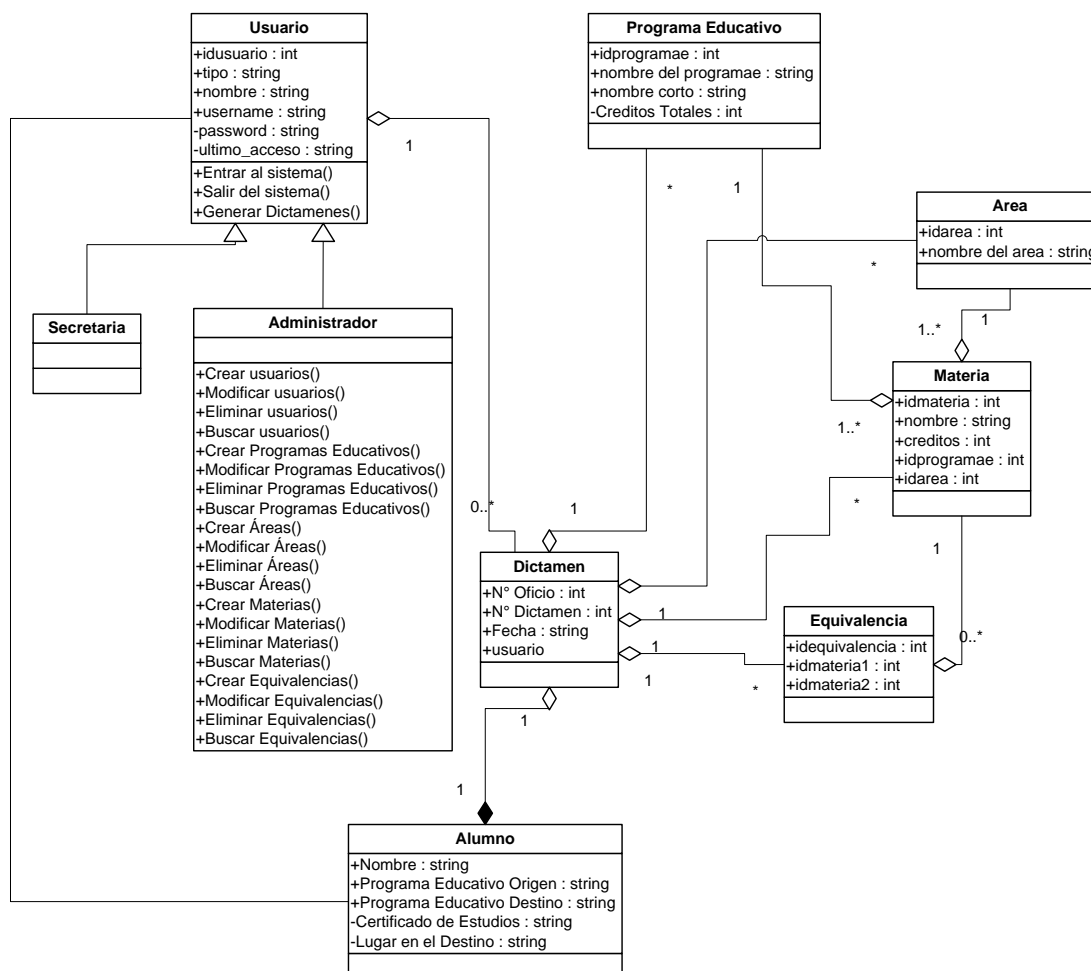 Usuario
+idusuario : int
+tipo : string
+nombre : string
+username : string
-password : string
-ultimo_acceso : string
+Entrar al sistema()
+Salir del sistema()
+Generar Dictamenes()
1
Programa Educativo
+idprogramae : int
+nombre del programae : string
+nombre corto : string
-Creditos Totales : int
*
1
Area
+idarea : int
+nombre del area : string
*
1
1..*
Secretaria
Administrador
+Crear usuarios()
+Modificar usuarios()
+Eliminar usuarios()
+Buscar usuarios()
+Crear Programas Educativos()
+Modificar Programas Educativos()
+Eliminar Programas Educativos()
+Buscar Programas Educativos()
+Crear Áreas()
+Modificar Áreas()
+Eliminar Áreas()
+Buscar Áreas()
+Crear Materias()
+Modificar Materias()
+Eliminar Materias()
+Buscar Materias()
+Crear Equivalencias()
+Modificar Equivalencias()
+Eliminar Equivalencias()
+Buscar Equivalencias()
Materia
+idmateria : int
+nombre : string
+creditos : int
+idprogramae : int
+idarea : int
1..*
*
1
0..*
1
Dictamen
+N° Oficio : int
+N° Dictamen : int
+Fecha : string
+usuario
1
1
1
*
1
Equivalencia
+idequivalencia : int
+idmateria1 : int
+idmateria2 : int
0..*
1
Alumno
+Nombre : string
+Programa Educativo Origen : string
+Programa Educativo Destino : string
-Certificado de Estudios : string
-Lugar en el Destino : string